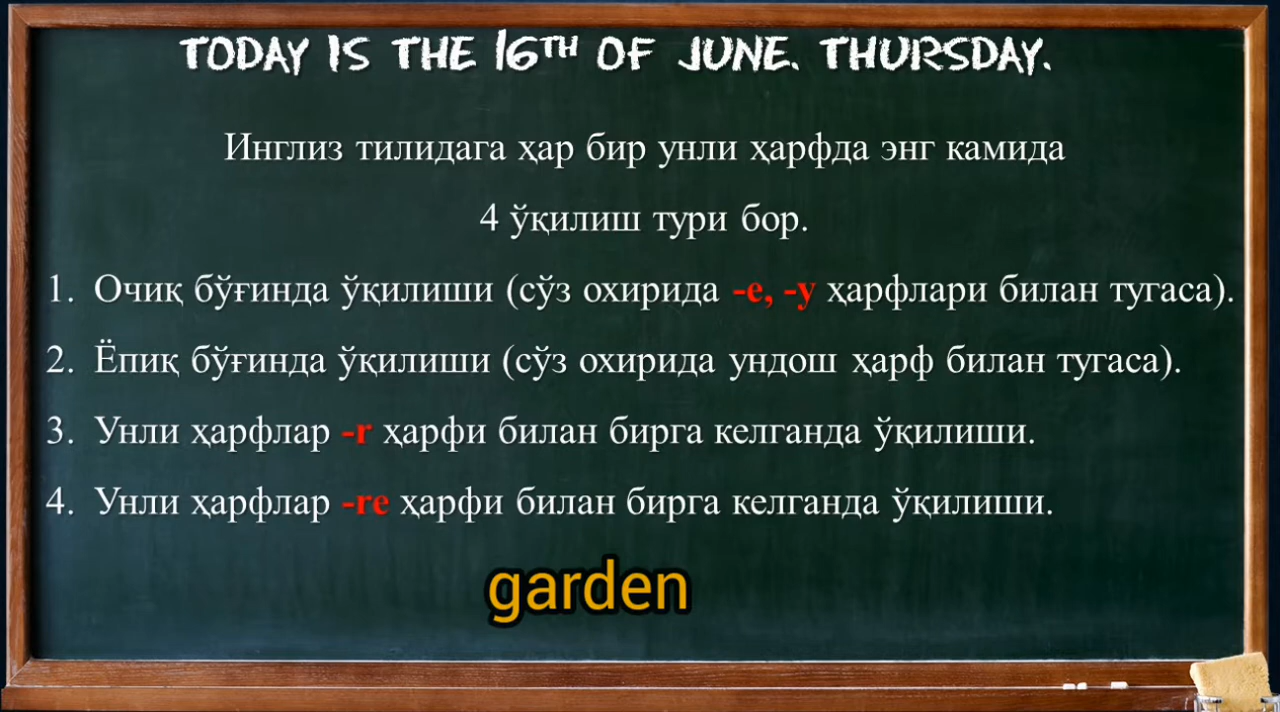 TODAY IS THE 16TH OF JUNE. THURSDAY.
Инглиз тилидага ҳар бир унли ҳарфда энг камида
4 ўқилиш тури бор.
1. Очиқ бўғинда ўқилиши (сўз охирида -e, -y ҳарфлари билан тугаса).
2. Ёпиқ бўғинда ўқилиши (сўз охирида ундош ҳарф билан тугаса).
3. Унли ҳарфлар -r ҳарфи билан бирга келганда ўқилиши.
4. Унли ҳарфлар -re ҳарфи билан бирга келганда ўқилиши.
garden